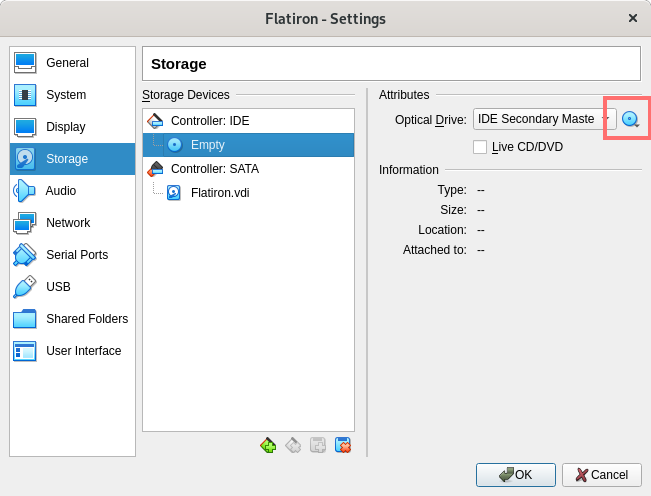 Flatiron - Settings
General
System
Display
Storage
Audio
Network
Serial Ports
USB
Shared Folders
User Interface
Storage
Storage Devices
Controller: IDE
Empty
Controller: SATA
Flatiron.vdi
Attributes
Optical Drive: IDE Secondary Maste
Live CD/DVD
Information
Type: --
Size: --
Location: --
Attached to: --
OK
Cancel